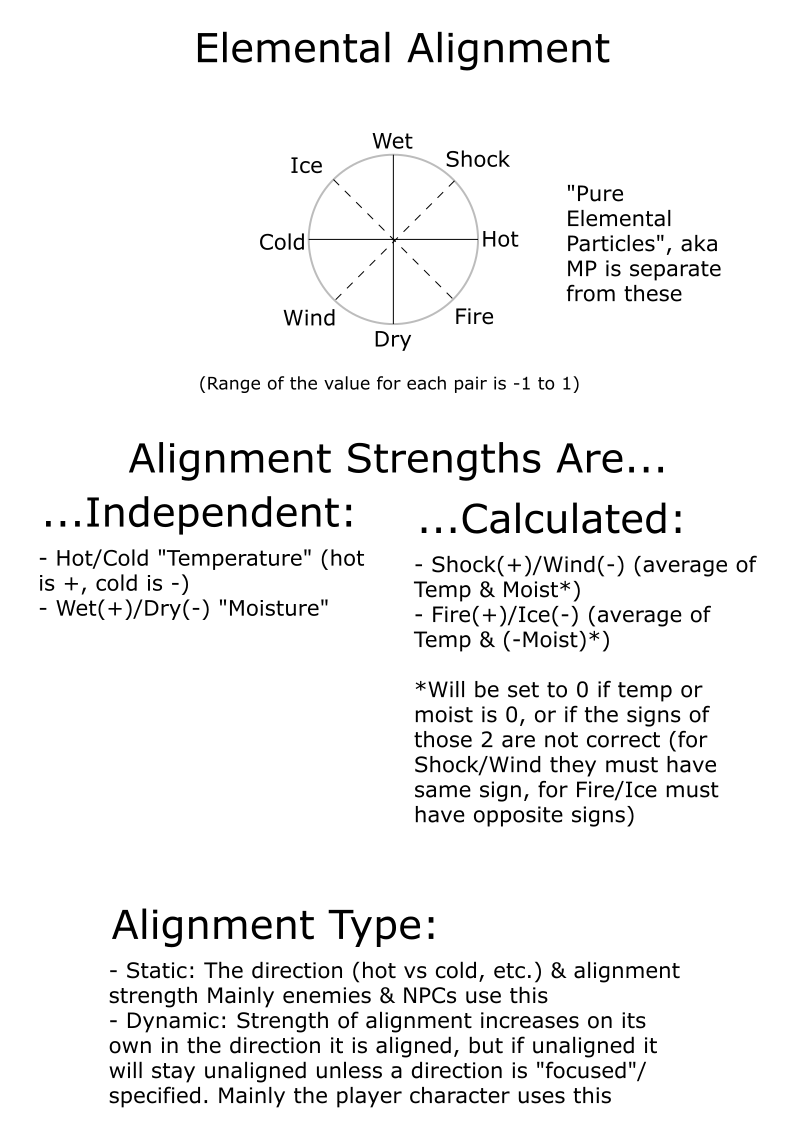 Elemental Alignment
Wet
Ice
Shock
Cold
Hot
Wind
Fire
Dry
"Pure
Elemental
Particles", aka
MP is separate
from these
(Range of the value for each pair is -1 to 1)
Alignment Strengths Are...
...Independent:
- Hot/Cold "Temperature" (hot
is +, cold is -)
- Wet(+)/Dry(-) "Moisture"
...Calculated:
- Shock(+)/Wind(-) (average of
Temp & Moist*)
- Fire(+)/Ice(-) (average of
Temp & (-Moist)*)
*Will be set to 0 if temp or
moist is 0, or if the signs of
those 2 are not correct (for
Shock/Wind they must have
same sign, for Fire/Ice must
have opposite signs)
Alignment Type:
- Static: The direction (hot vs cold, etc.) & alignment
strength Mainly enemies & NPCs use this
- Dynamic: Strength of alignment increases on its
own in the direction it is aligned, but if unaligned it
will stay unaligned unless a direction is "focused"/
specified. Mainly the player character uses this